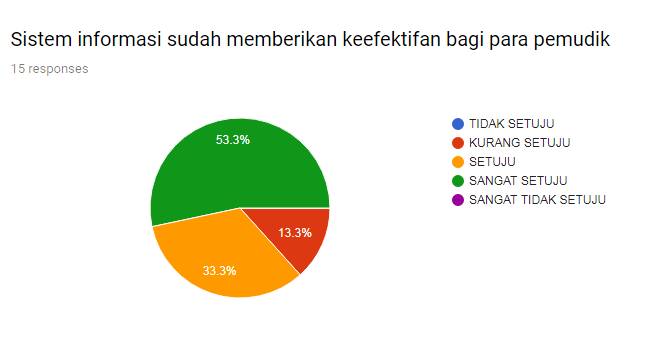 Sistem informasi sudah memberikan keefektifan bagi para pemudik
15 responses
53.3%
13.3%
33.3%
TIDAK SETUJU
KURANG SETUJU
SETUJU
SANGAT SETUJU
SANGAT TIDAK SETUJU